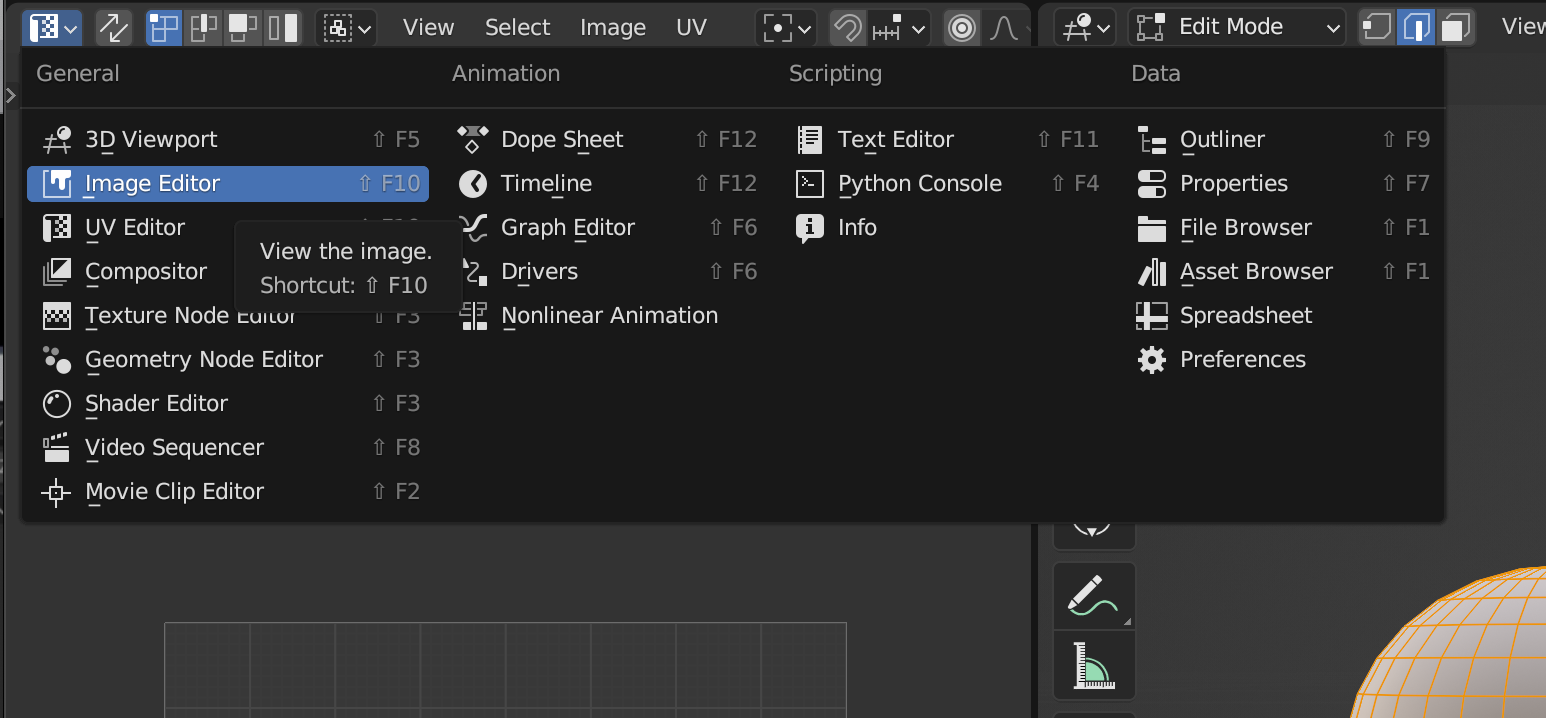 View Select Image UV Edit Mode
General Animation Scripting Data
3D Viewport ⇧ F5 Dope Sheet ⇧ F12 Text Editor ⇧ F11 Outliner ⇧ F9
Image Editor ⇧ F10 Timeline ⇧ F12 Python Console ⇧ F4 Properties ⇧ F7
UV Editor Graph Editor ⇧ F6 Info File Browser ⇧ F1
View the image.
Compositor Drivers ⇧ F6 Asset Browser ⇧ F1
Shortcut: ⇧ F10
Texture Node Editor ⇧ F3 Nonlinear Animation Spreadsheet
Geometry Node Editor ⇧ F3 Preferences
Shader Editor ⇧ F3
Video Sequencer ⇧ F8
Movie Clip Editor ⇧ F2